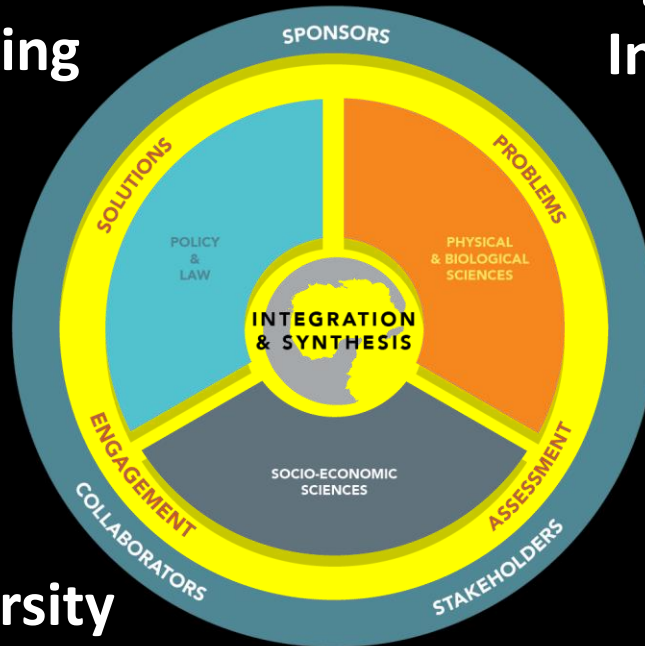 ing
In
SPONSORS
SOLUTIONS
PROBLEMS
POLICY
&
LAW
PHYSICAL
& BIOLOGICAL
SCIENCES
INTEGRATION
& SYNTHESIS
SOCIO-ECONOMIC
SCIENCES
ENGAGEMENT
ASSESSMENT
COLLABORATORS
STAKEHOLDERS
rsity